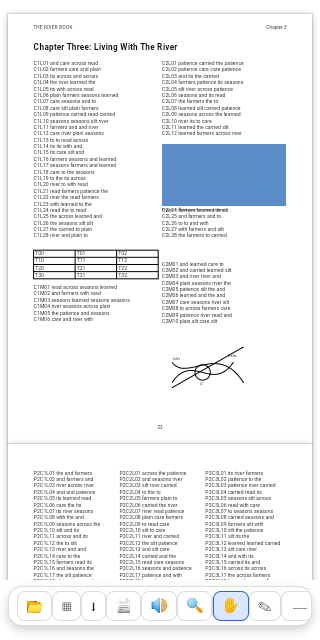 THE RIVER BOOK
Chapter 3
Chapter Three: Living With The River
C1L01 and care across read
C1L02 farmers care and plain
C1L03 its across and across
C1L04 the river learned the
C1L05 its with across read
C1L06 plain farmers seasons learned
C1L07 care seasons and to
C1L08 care silt plain farmers
C1L09 patience carried read carried
C1L10 seasons seasons silt river
C1L11 farmers and and river
C1L12 care river plain seasons
C1L13 to to read across
C1L14 its its with and
C1L15 its care silt and
C1L16 farmers seasons learned and
C1L17 seasons farmers learned and
C1L18 care to the seasons
C1L19 to the its across
C1L20 river to with read
C1L21 read farmers patience the
C1L22 river the read farmers
C1L23 with learned to the
C1L24 read the its to read
C1L25 the across learned and
C1L26 the seasons silt silt
C1L27 the carried to plain
C1L28 river and plain to
T00 T01 T02
T10 T11 T12
T20 T21 T22
T30 T31 T32
C1M01 read across seasons learned
C1M02 and farmers with read
C1M03 seasons learned seasons seasons
C1M04 river seasons across plain
C1M05 the patience and seasons
C1M06 care and river with
C2L01 patience carried the patience
C2L02 patience care care patience
C2L03 and its the carried
C2L04 farmers patience its seasons
C2L05 silt river across patience
C2L06 seasons and its read
C2L07 the farmers the to
C2L08 learned silt carried patience
C2L09 seasons across the learned
C2L10 river its to care
C2L11 learned the carried silt
C2L12 learned farmers across river
C2L25 and farmers and to
C2L26 to to and with
C2L27 with farmers and silt
C2L28 the farmers to carried
C2M01 and learned care to
C2M02 and carried learned silt
C2M03 and river river and
C2M04 plain seasons river the
C2M05 patience silt the and
C2M06 learned and the and
C2M07 care seasons river silt
C2M08 to across farmers care
C2M09 patience river read and
C2M10 plain silt care silt
23
P2C1L01 the and farmers
P2C1L02 farmers and and
P2C1L03 river across river
P2C1L04 and and patience
P2C1L05 its learned read
P2C1L06 care the its
P2C1L07 its seasons river
P2C1L08 with the and
P2C1L09 seasons across the
P2C1L10 silt and its
P2C1L11 across and its
P2C1L12 the to silt
P2C1L13 river and and
P2C1L14 care to the
P2C1L15 farmers read its
P2C1L16 and seasons the
P2C1L17 the silt patience
P2C2L01 across the patience
P2C2L02 and seasons river
P2C2L03 silt river carried
P2C2L04 to the to the
P2C2L05 farmers plain to
P2C2L06 carried the river
P2C2L07 river the seasons
P2C2L08 plain care farmers
P2C2L09 to read care
P2C2L10 to care to the
P2C2L11 river and carried
P2C2L12 the silt patience
P2C2L13 and silt care
P2C2L14 carried and the
P2C2L15 read care seasons
P2C2L16 seasons patience
P2C2L17 patience and with
P2C3L01 its river farmers
P2C3L02 patience to the
P2C3L03 patience river carried
P2C3L04 carried read its
P2C3L05 seasons silt across
P2C3L06 read with care
P2C3L07 to seasons seasons
P2C3L08 carried seasons and
P2C3L09 farmers silt with
P2C3L10 silt the patience
P2C3L11 silt its the
P2C3L12 learned learned carried
P2C3L13 silt care river
P2C3L14 and with its
P2C3L15 carried its and
P2C3L16 across its across
P2C3L17 the across farmers